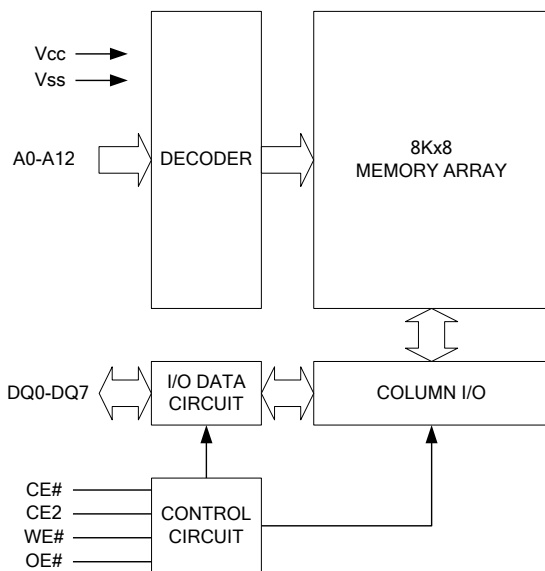 Vcc
Vss
A0-A12
DECODER
8Kx8
MEMORY ARRAY
DQ0-DQ7
I/O DATA
CIRCUIT
COLUMN I/O
CE#
CE2
WE#
OE#
CONTROL
CIRCUIT